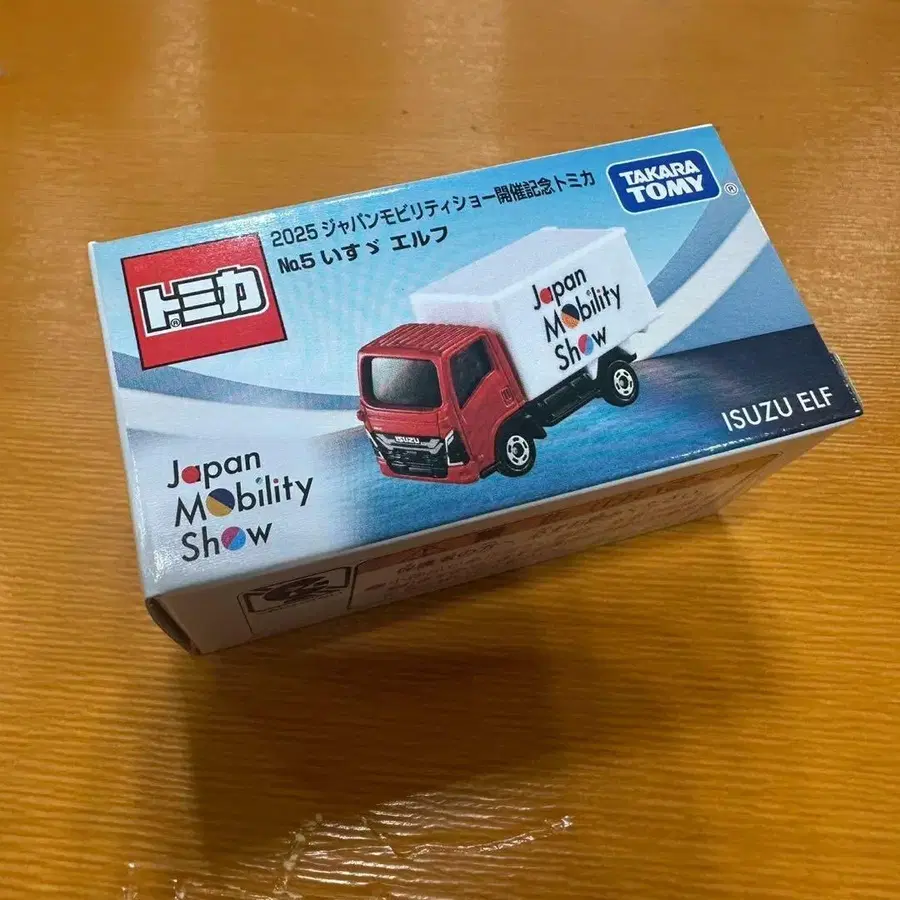 2025 ジャパンモビリティショー開催記念トミカ
No.5 いすゞ エルフ
TAKARA
TOMY
®
トミカ
®
Japan
Mobility
Show
ISUZU
ISUZU ELF
Japan
Mobility
Show